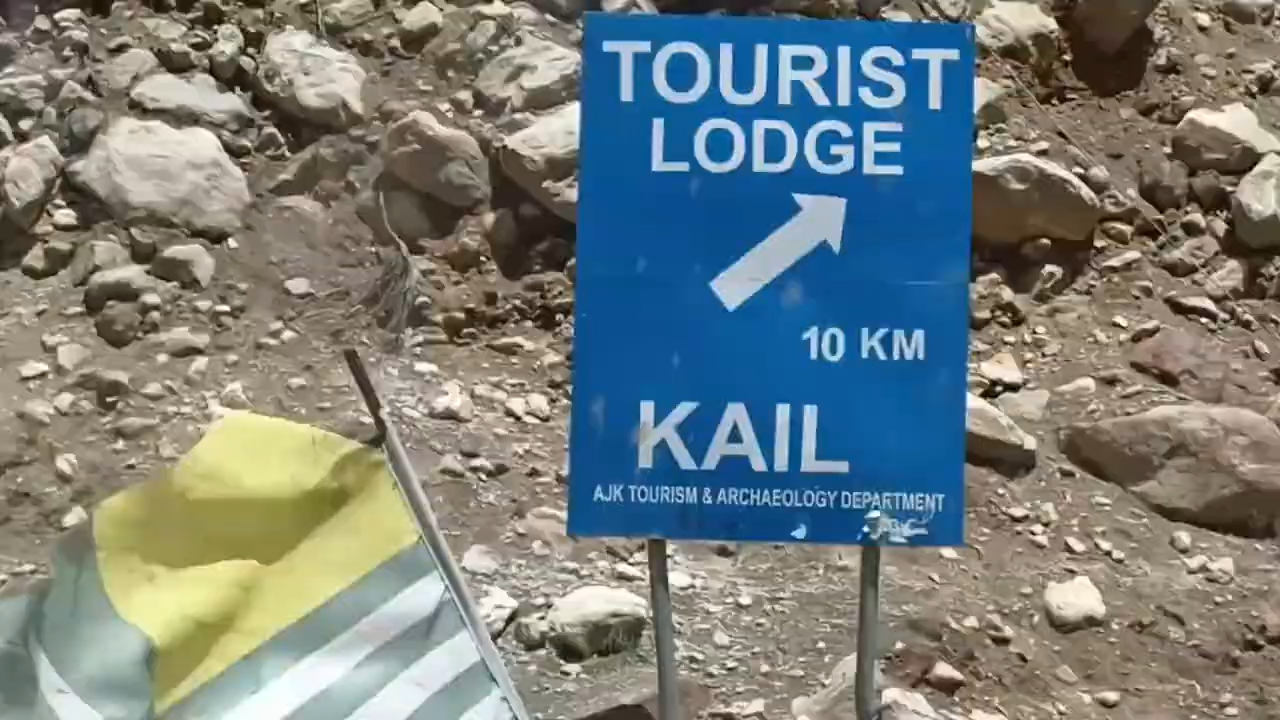 TOURIST
LODGE
10 KM
KAIL
AJK TOURISM & ARCHAEOLOGY DEPARTMENT